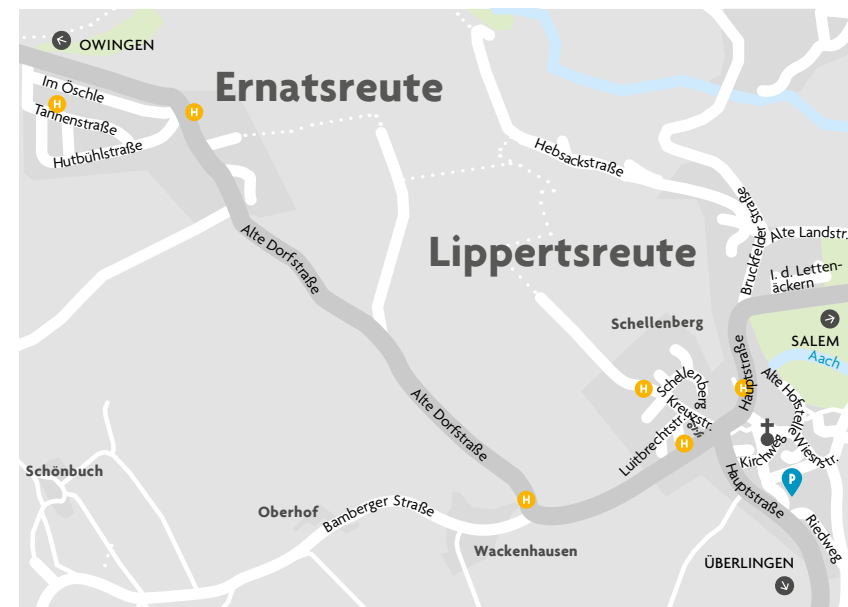 OWINGEN
Ernatsreute
Im Öschle
H
H
Tannenstraße
Hutbühlstraße
Hebsackstraße
Bruckfelder Straße
Alte Landstr.
Alte Dorfstraße
Lippertsreute
I. d. Letten-
äckern
Schellenberg
SALEM
Aach
Hauptstraße
H
H
Schellenberg
Kreuzstr.
Alte Hofstelle
Alte Dorfstraße
Luitbrechtstr.
H
Wiesnstr.
Kirchweg
Schönbuch
P
Hauptstraße
H
Oberhof
Bamberger Straße
Riedweg
Wackenhausen
ÜBERLINGEN